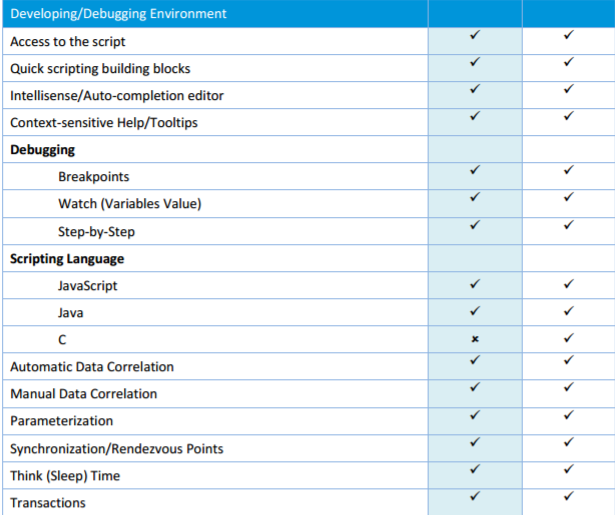 Developing/Debugging Environment
Access to the script ✓ ✓
Quick scripting building blocks ✓ ✓
Intellisense/Auto-completion editor ✓ ✓
Context-sensitive Help/Tooltips ✓ ✓
Debugging
Breakpoints ✓ ✓
Watch (Variables Value) ✓ ✓
Step-by-Step ✓ ✓
Scripting Language
JavaScript ✓ ✓
Java ✓ ✓
C × ✓
Automatic Data Correlation ✓ ✓
Manual Data Correlation ✓ ✓
Parameterization ✓ ✓
Synchronization/Rendezvous Points ✓ ✓
Think (Sleep) Time ✓ ✓
Transactions ✓ ✓